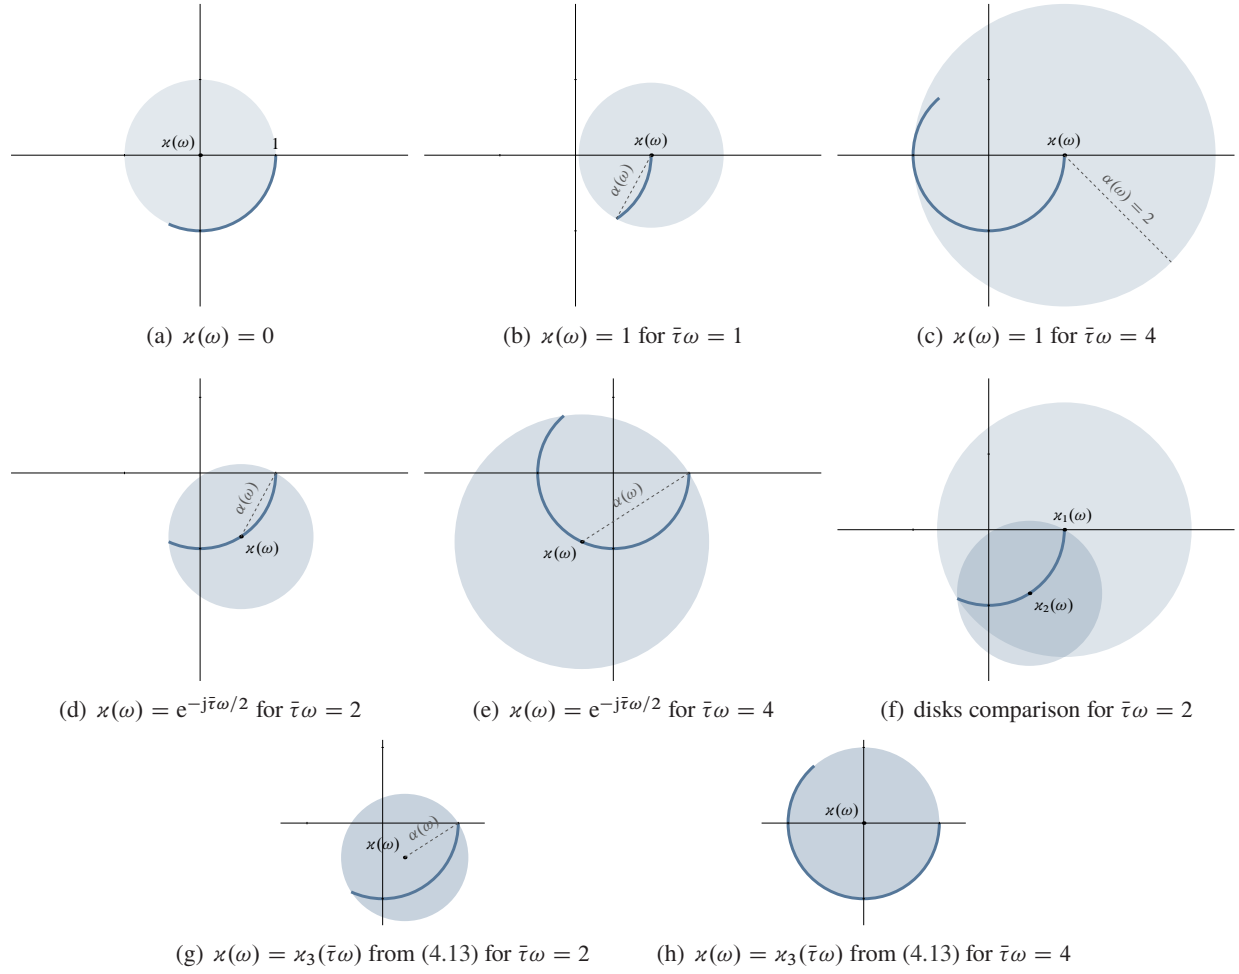 ϰ(ω)
1
ϰ(ω)
α(ω)
ϰ(ω)
α(ω) = 2
(a) ϰ(ω) = 0
(b) ϰ(ω) = 1 for τ̄ω = 1
(c) ϰ(ω) = 1 for τ̄ω = 4
α(ω)
ϰ(ω)
α(ω)
ϰ(ω)
ϰ₁(ω)
ϰ₂(ω)
(d) ϰ(ω) = e^{−jτ̄ω/2} for τ̄ω = 2
(e) ϰ(ω) = e^{−jτ̄ω/2} for τ̄ω = 4
(f) disks comparison for τ̄ω = 2
α(ω)
ϰ(ω)
ϰ(ω)
(g) ϰ(ω) = ϰ₃(τ̄ω) from (4.13) for τ̄ω = 2
(h) ϰ(ω) = ϰ₃(τ̄ω) from (4.13) for τ̄ω = 4